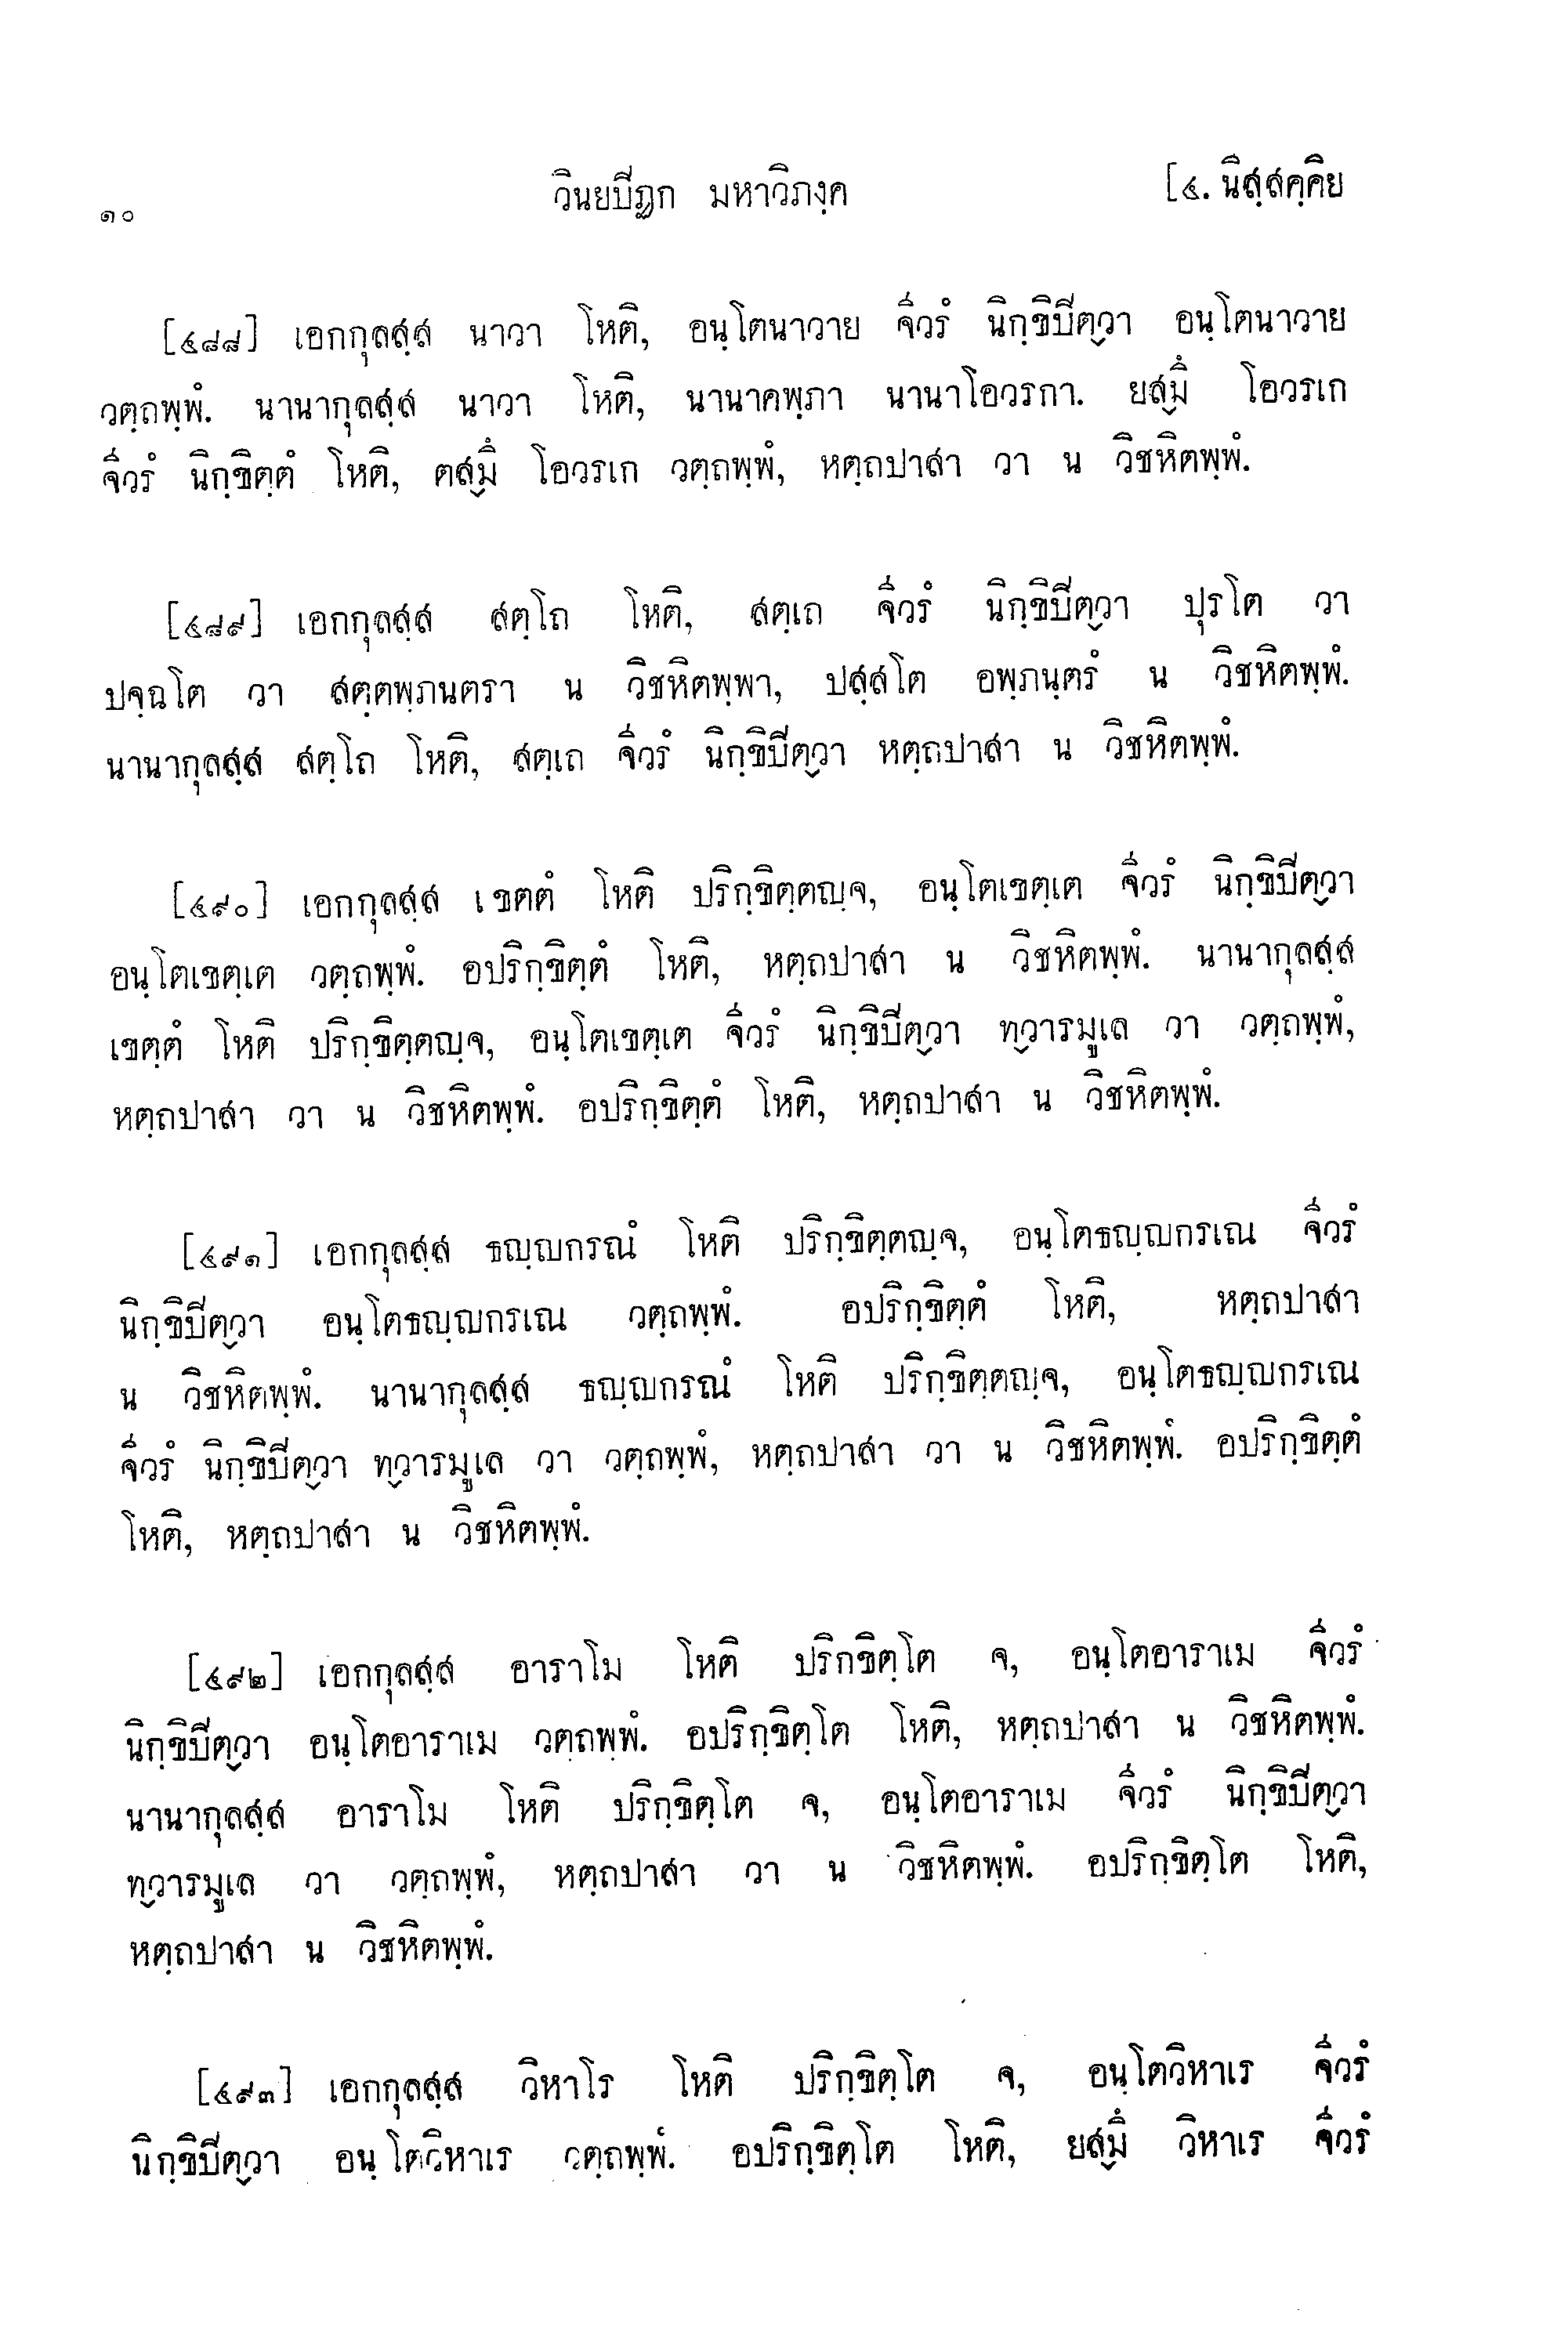 ๑๐ วินยปิฏก มหาวิภงฺค [๔. นิสฺสคฺคิย
[๔๘๘] เอกกุลสฺส นาวา โหติ, อนฺโตนาวาย จีวรํ นิกฺขิปิตฺวา อนฺโตนาวาย
วตฺถพฺพํ. นานากุลสฺส นาวา โหติ, นานาคพฺภา นานาโอวรกา. ยสฺมึ โอวรเก
จีวรํ นิกฺขิตฺตํ โหติ, ตสฺมึ โอวรเก วตฺถพฺพํ, หตฺถปาสา วา น วิชหิตพฺพํ.
[๔๘๙] เอกกุลสฺส สตฺโถ โหติ, สตฺเถ จีวรํ นิกฺขิปิตฺวา ปุรโต วา
ปจฺฉโต วา สตฺตพฺภนตรา น วิชหิตพฺพา, ปสฺสโต อพฺภนฺตรํ น วิชหิตพฺพํ.
นานากุลสฺส สตฺโถ โหติ, สตฺเถ จีวรํ นิกฺขิปิตฺวา หตฺถปาสา น วิชหิตพฺพํ.
[๔๙๐] เอกกุลสฺส เขตตํ โหติ ปริกฺขิตฺตญฺจ, อนฺโตเขตฺเต จีวรํ นิกฺขิปิตฺวา
อนฺโตเขตฺเต วตฺถพฺพํ. อปริกฺขิตฺตํ โหติ, หตฺถปาสา น วิชหิตพฺพํ. นานากุลสฺส
เขตฺตํ โหติ ปริกฺขิตฺตญฺจ, อนฺโตเขตฺเต จีวรํ นิกฺขิปิตฺวา ทฺวารมูเล วา วตฺถพฺพํ,
หตฺถปาสา วา น วิชหิตพฺพํ. อปริกฺขิตฺตํ โหติ, หตฺถปาสา น วิชหิตพฺพํ.
[๔๙๑] เอกกุลสฺส ธญฺญกรณํ โหติ ปริกฺขิตฺตญฺจ, อนฺโตธญฺญกรเณ จีวรํ
นิกฺขิปิตฺวา อนฺโตธญฺญกรเณ วตฺถพฺพํ. อปริกฺขิตฺตํ โหติ, หตฺถปาสา
น วิชหิตพฺพํ. นานากุลสฺส ธญฺญกรณํ โหติ ปริกฺขิตฺตญฺจ, อนฺโตธญฺญกรเณ
จีวรํ นิกฺขิปิตฺวา ทฺวารมูเล วา วตฺถพฺพํ, หตฺถปาสา วา น วิชหิตพฺพํ. อปริกฺขิตฺตํ
โหติ, หตฺถปาสา น วิชหิตพฺพํ.
[๔๙๒] เอกกุลสฺส อาราโม โหติ ปริกขิตฺโต จ, อนฺโตอาราเม จีวรํ
นิกฺขิปิตฺวา อนฺโตอาราเม วตฺถพฺพํ. อปริกฺขิตฺโต โหติ, หตฺถปาสา น วิชหิตพฺพํ.
นานากุลสฺส อาราโม โหติ ปริกฺขิตฺโต จ, อนฺโตอาราเม จีวรํ นิกฺขิปิตฺวา
ทฺวารมูเล วา วตฺถพฺพํ, หตฺถปาสา วา น วิชหิตพฺพํ. อปริกฺขิตฺโต โหติ,
หตฺถปาสา น วิชหิตพฺพํ.
[๔๙๓] เอกกุลสฺส วิหาโร โหติ ปริกฺขิตฺโต จ, อนฺโตวิหาเร จีวรํ
นิกฺขิปิตฺวา อนฺโตวิหาเร วตฺถพฺพํ. อปริกฺขิตฺโต โหติ, ยสฺมึ วิหาเร จีวรํ